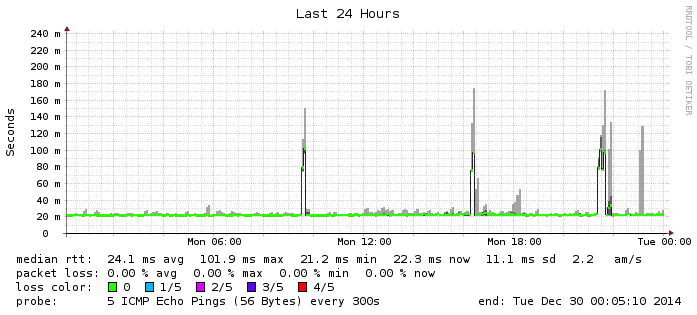 Last 24 Hours
RRDTOOL / TOBI OETIKER
Seconds
240 m
220 m
200 m
180 m
160 m
140 m
120 m
100 m
80 m
60 m
40 m
20 m
0
Mon 06:00 Mon 12:00 Mon 18:00 Tue 00:00
median rtt: 24.1 ms avg 101.9 ms max 21.2 ms min 22.3 ms now 11.1 ms sd 2.2 am/s
packet loss: 0.00 % avg 0.00 % max 0.00 % min 0.00 % now
loss color: 0 1/5 2/5 3/5 4/5
probe: 5 ICMP Echo Pings (56 Bytes) every 300s end: Tue Dec 30 00:05:10 2014